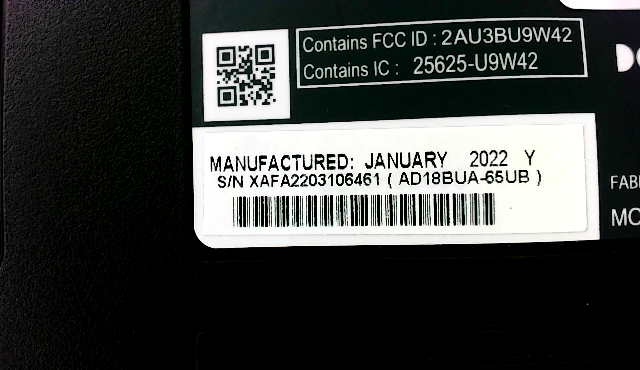 Contains FCC ID : 2AU3BU9W42
Contains IC : 25625-U9W42
MANUFACTURED: JANUARY 2022 Y
S/N XAFA2203106461 ( AD18BUA-65UB )